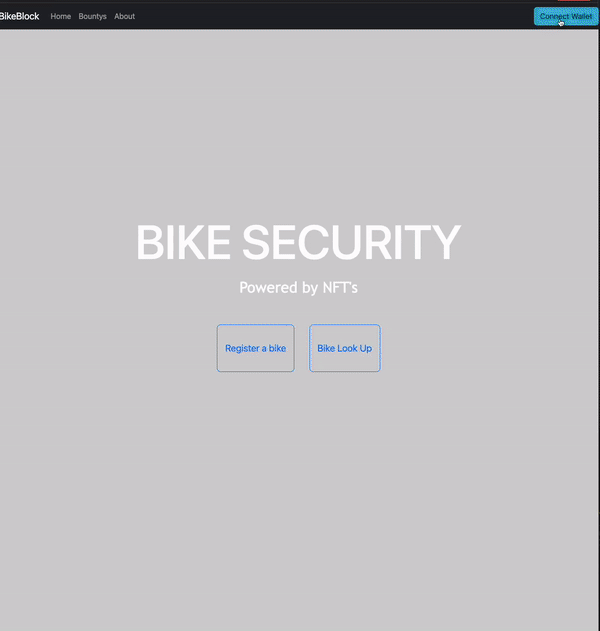 BikeBlock Home Bountys About Connect Wallet
BIKE SECURITY
Powered by NFT's
Register a bike Bike Look Up